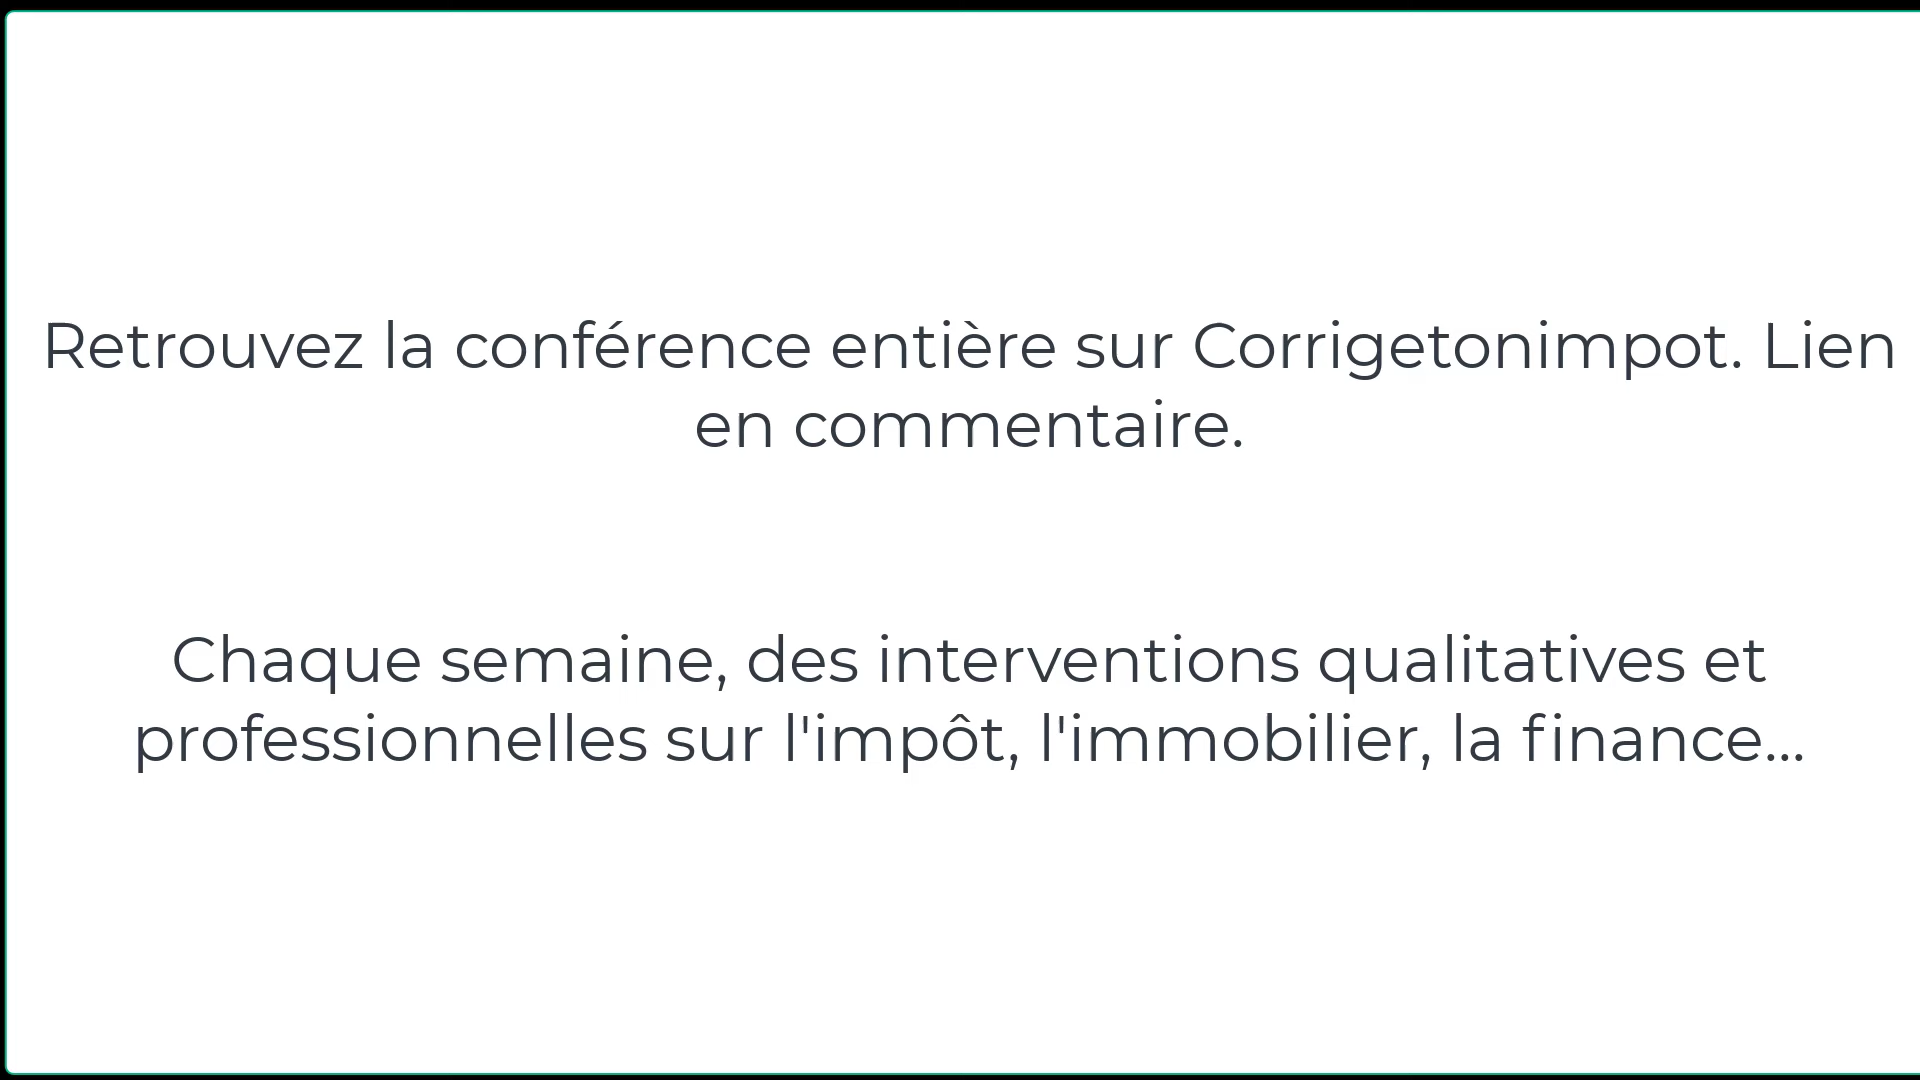 Retrouvez la conférence entière sur Corrigetonimpot. Lien
en commentaire.
Chaque semaine, des interventions qualitatives et
professionnelles sur l'impôt, l'immobilier, la finance...